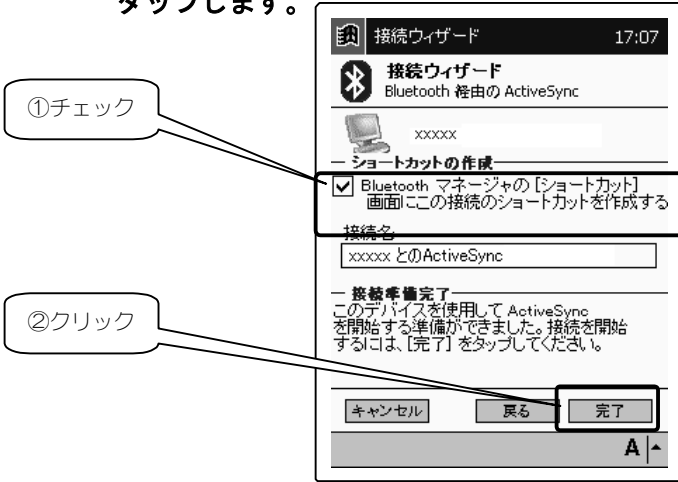 タップします。
接続ウィザード 17:07
接続ウィザード
Bluetooth 経由の ActiveSync
①チェック
xxxxx
ショートカットの作成
Bluetooth マネージャの [ショートカット]
画面にこの接続のショートカットを作成する
接続名
xxxxx とのActiveSync
接続準備完了
このデバイスを使用して ActiveSync
を開始する準備ができました。接続を開始
するには、[完了] をタップしてください。
②クリック
キャンセル 戻る 完了
A